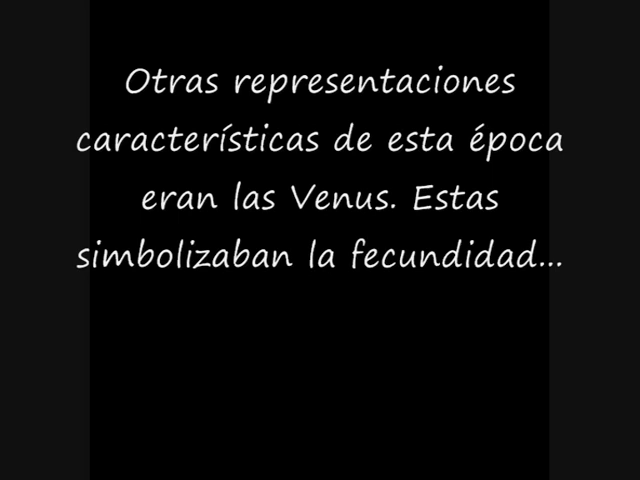 Otras representaciones
características de esta época
eran las Venus. Estas
simbolizaban la fecundidad...